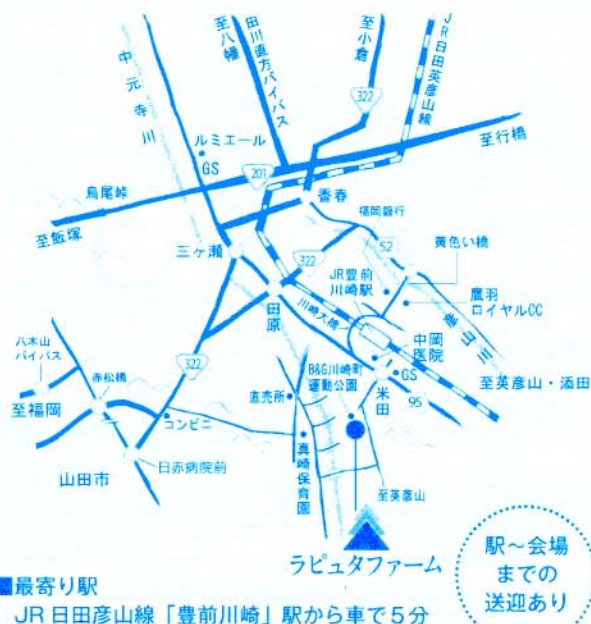 至八幡
田川直方バイパス
至小倉
JR日田英彦山線
中元寺川
322
ルミエール
GS
至行橋
201
烏尾峠
香春
福岡銀行
至飯塚
52
黄色い橋
三ヶ瀬
322
JR豊前
川崎駅
鷹羽
ロイヤルCC
田原
川崎大橋
彦山川
八木山
バイパス
赤松橋
322
中岡
医院
B&G川崎町
運動公園
GS
至英彦山・添田
直売所
米田
95
至福岡
コンビニ
日赤病院前
真崎保育園
山田市
至英彦山
ラピュタファーム
駅～会場
までの
送迎あり
■最寄り駅
JR日田彦山線「豊前川崎」駅から車で5分